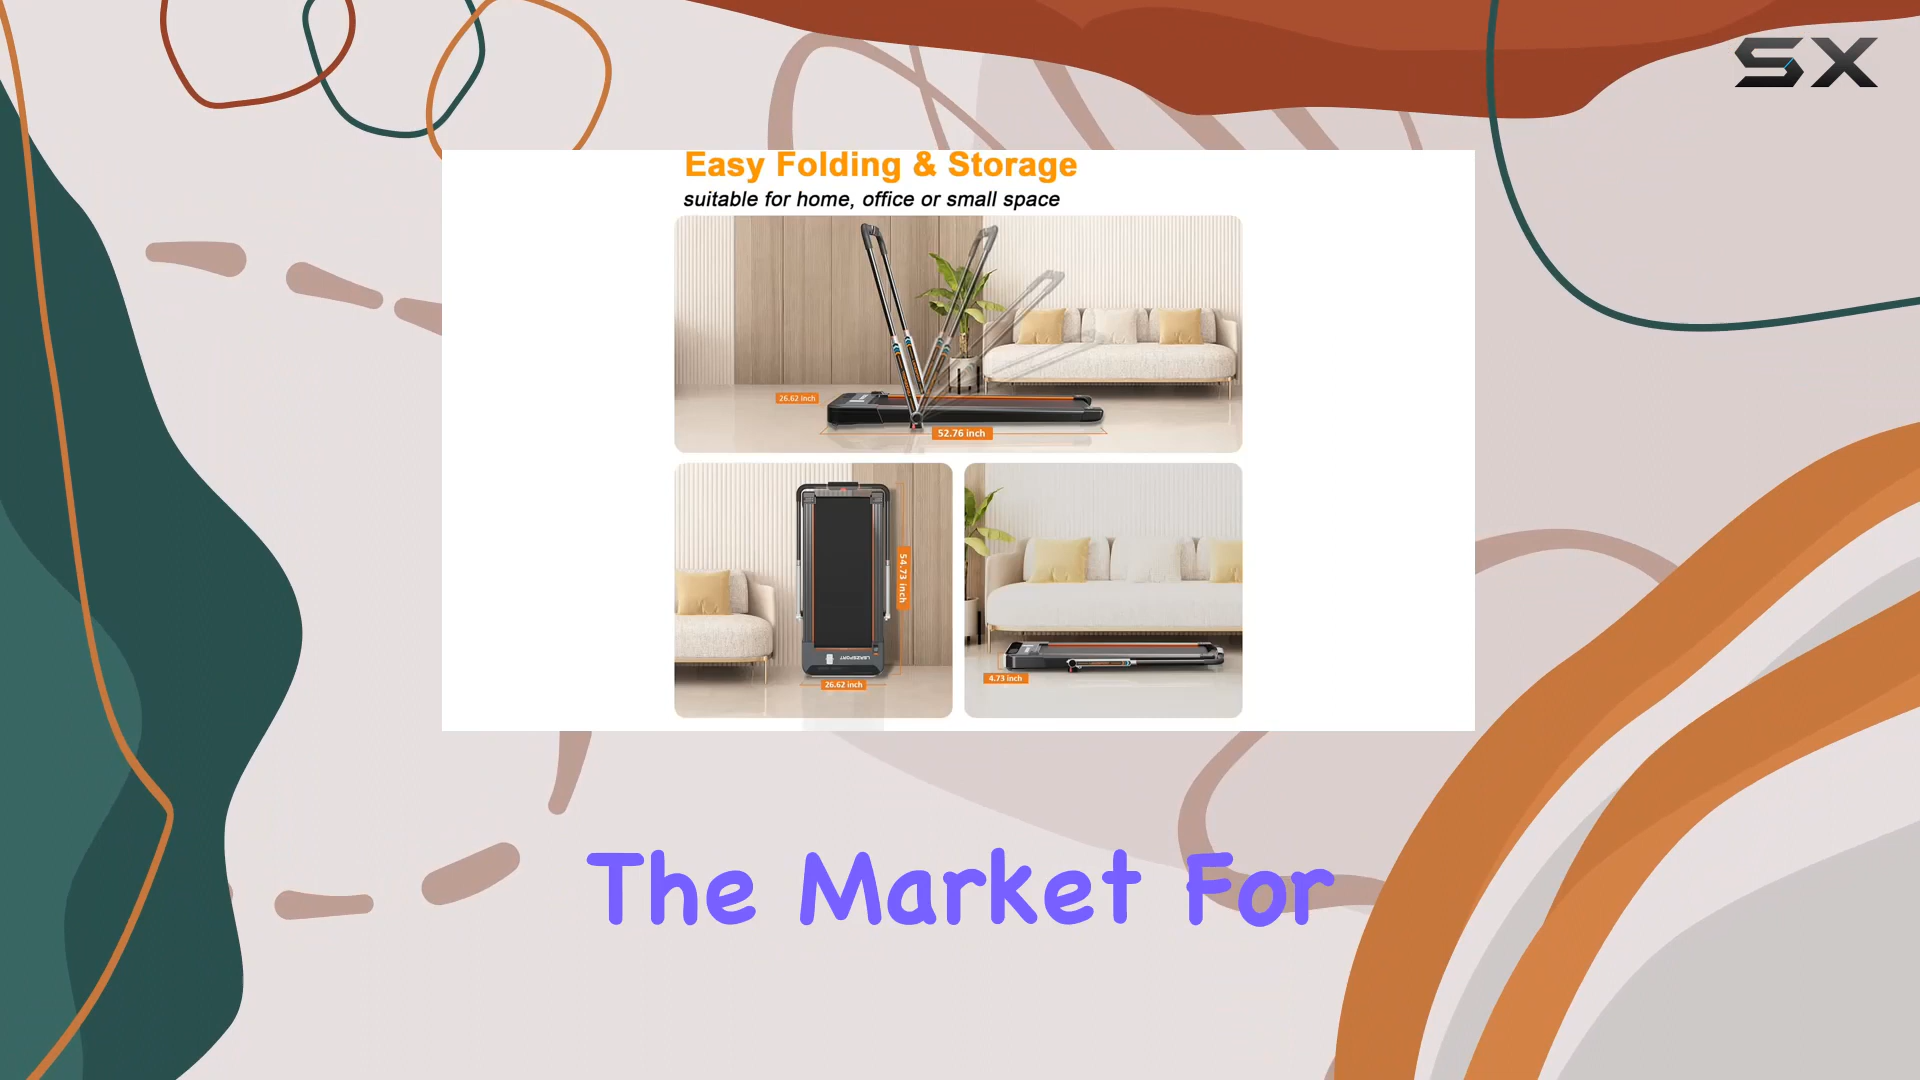 SX
Easy Folding & Storage
suitable for home, office or small space
26.62 inch
52.76 inch
54.73 inch
26.62 inch
4.73 inch
The Market For